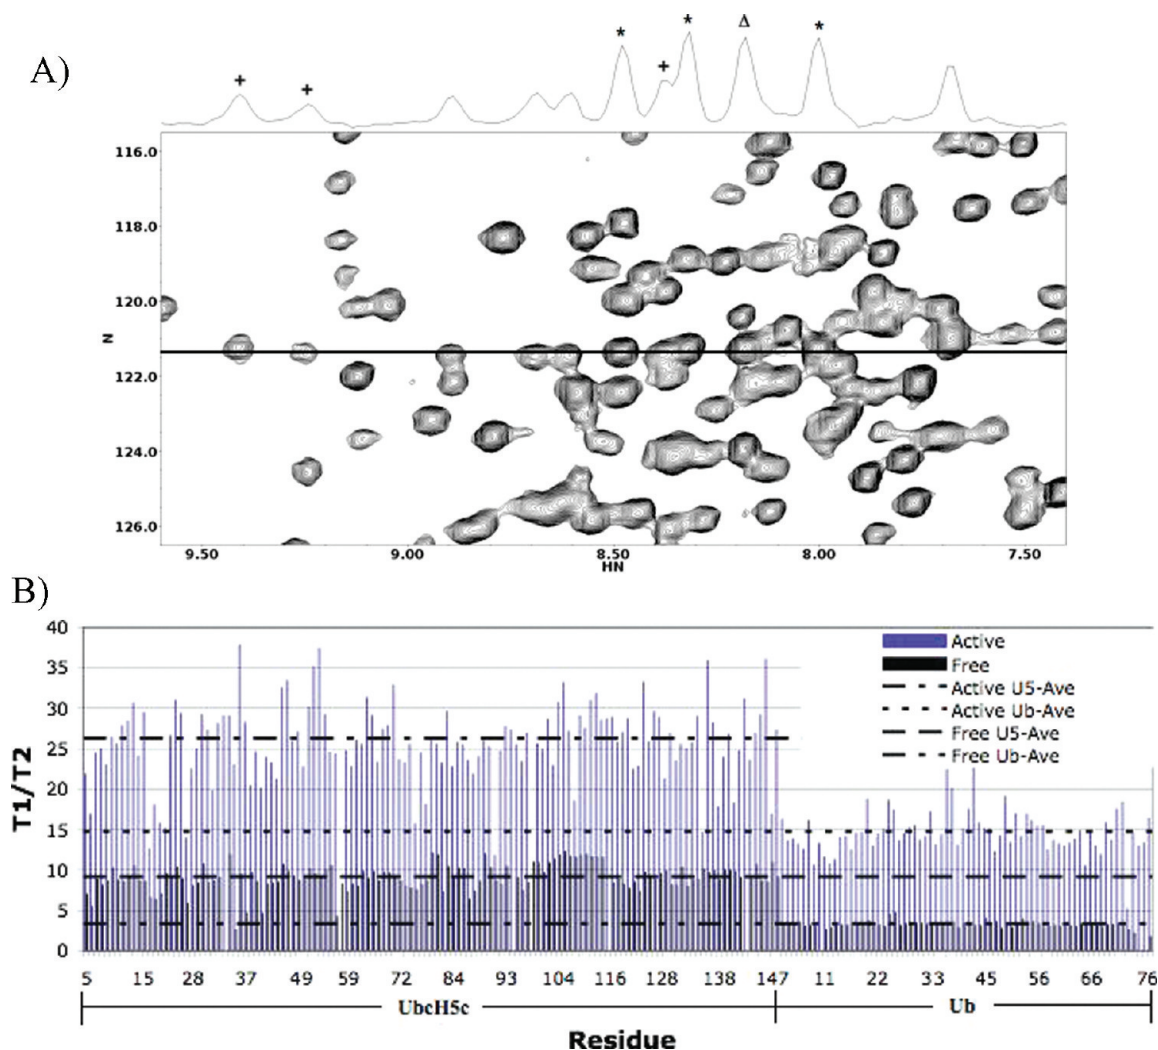 A)
+ + * + * Δ *
116.0
118.0
120.0
N
122.0
124.0
126.0
9.50 9.00 8.50 8.00 7.50
HN
B)
40
35
30
25
20
15
10
5
0
T1/T2
Active
Free
Active U5-Ave
Active Ub-Ave
Free U5-Ave
Free Ub-Ave
5 15 28 37 49 59 72 84 93 104 116 128 138 147 11 22 33 45 56 66 76
UbcH5c Ub
Residue